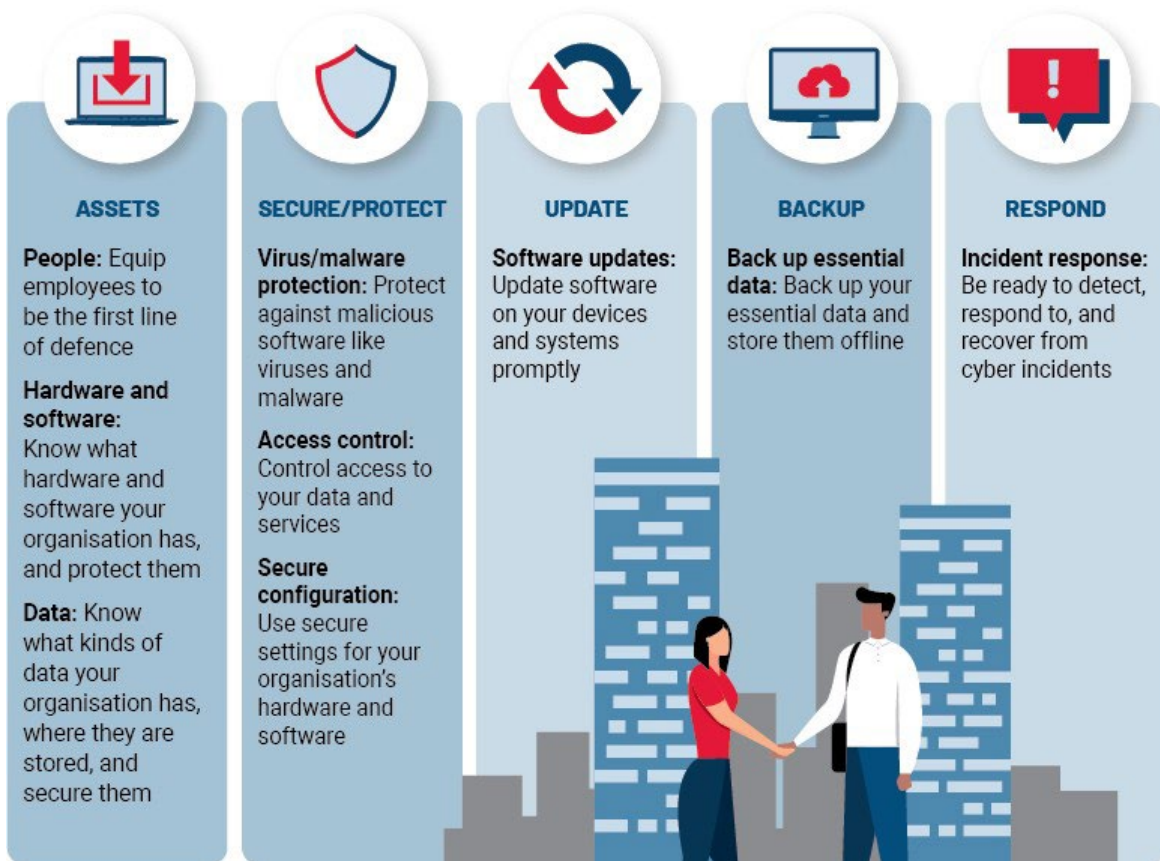 ASSETS
People: Equip
employees to
be the first line
of defence
Hardware and
software:
Know what
hardware and
software your
organisation has,
and protect them
Data: Know
what kinds of
data your
organisation has,
where they are
stored, and
secure them
SECURE/PROTECT
Virus/malware
protection: Protect
against malicious
software like
viruses and
malware
Access control:
Control access to
your data and
services
Secure
configuration:
Use secure
settings for your
organisation's
hardware and
software
UPDATE
Software updates:
Update software
on your devices
and systems
promptly
BACKUP
Back up essential
data: Back up your
essential data and
store them offline
RESPOND
Incident response:
Be ready to detect,
respond to, and
recover from
cyber incidents